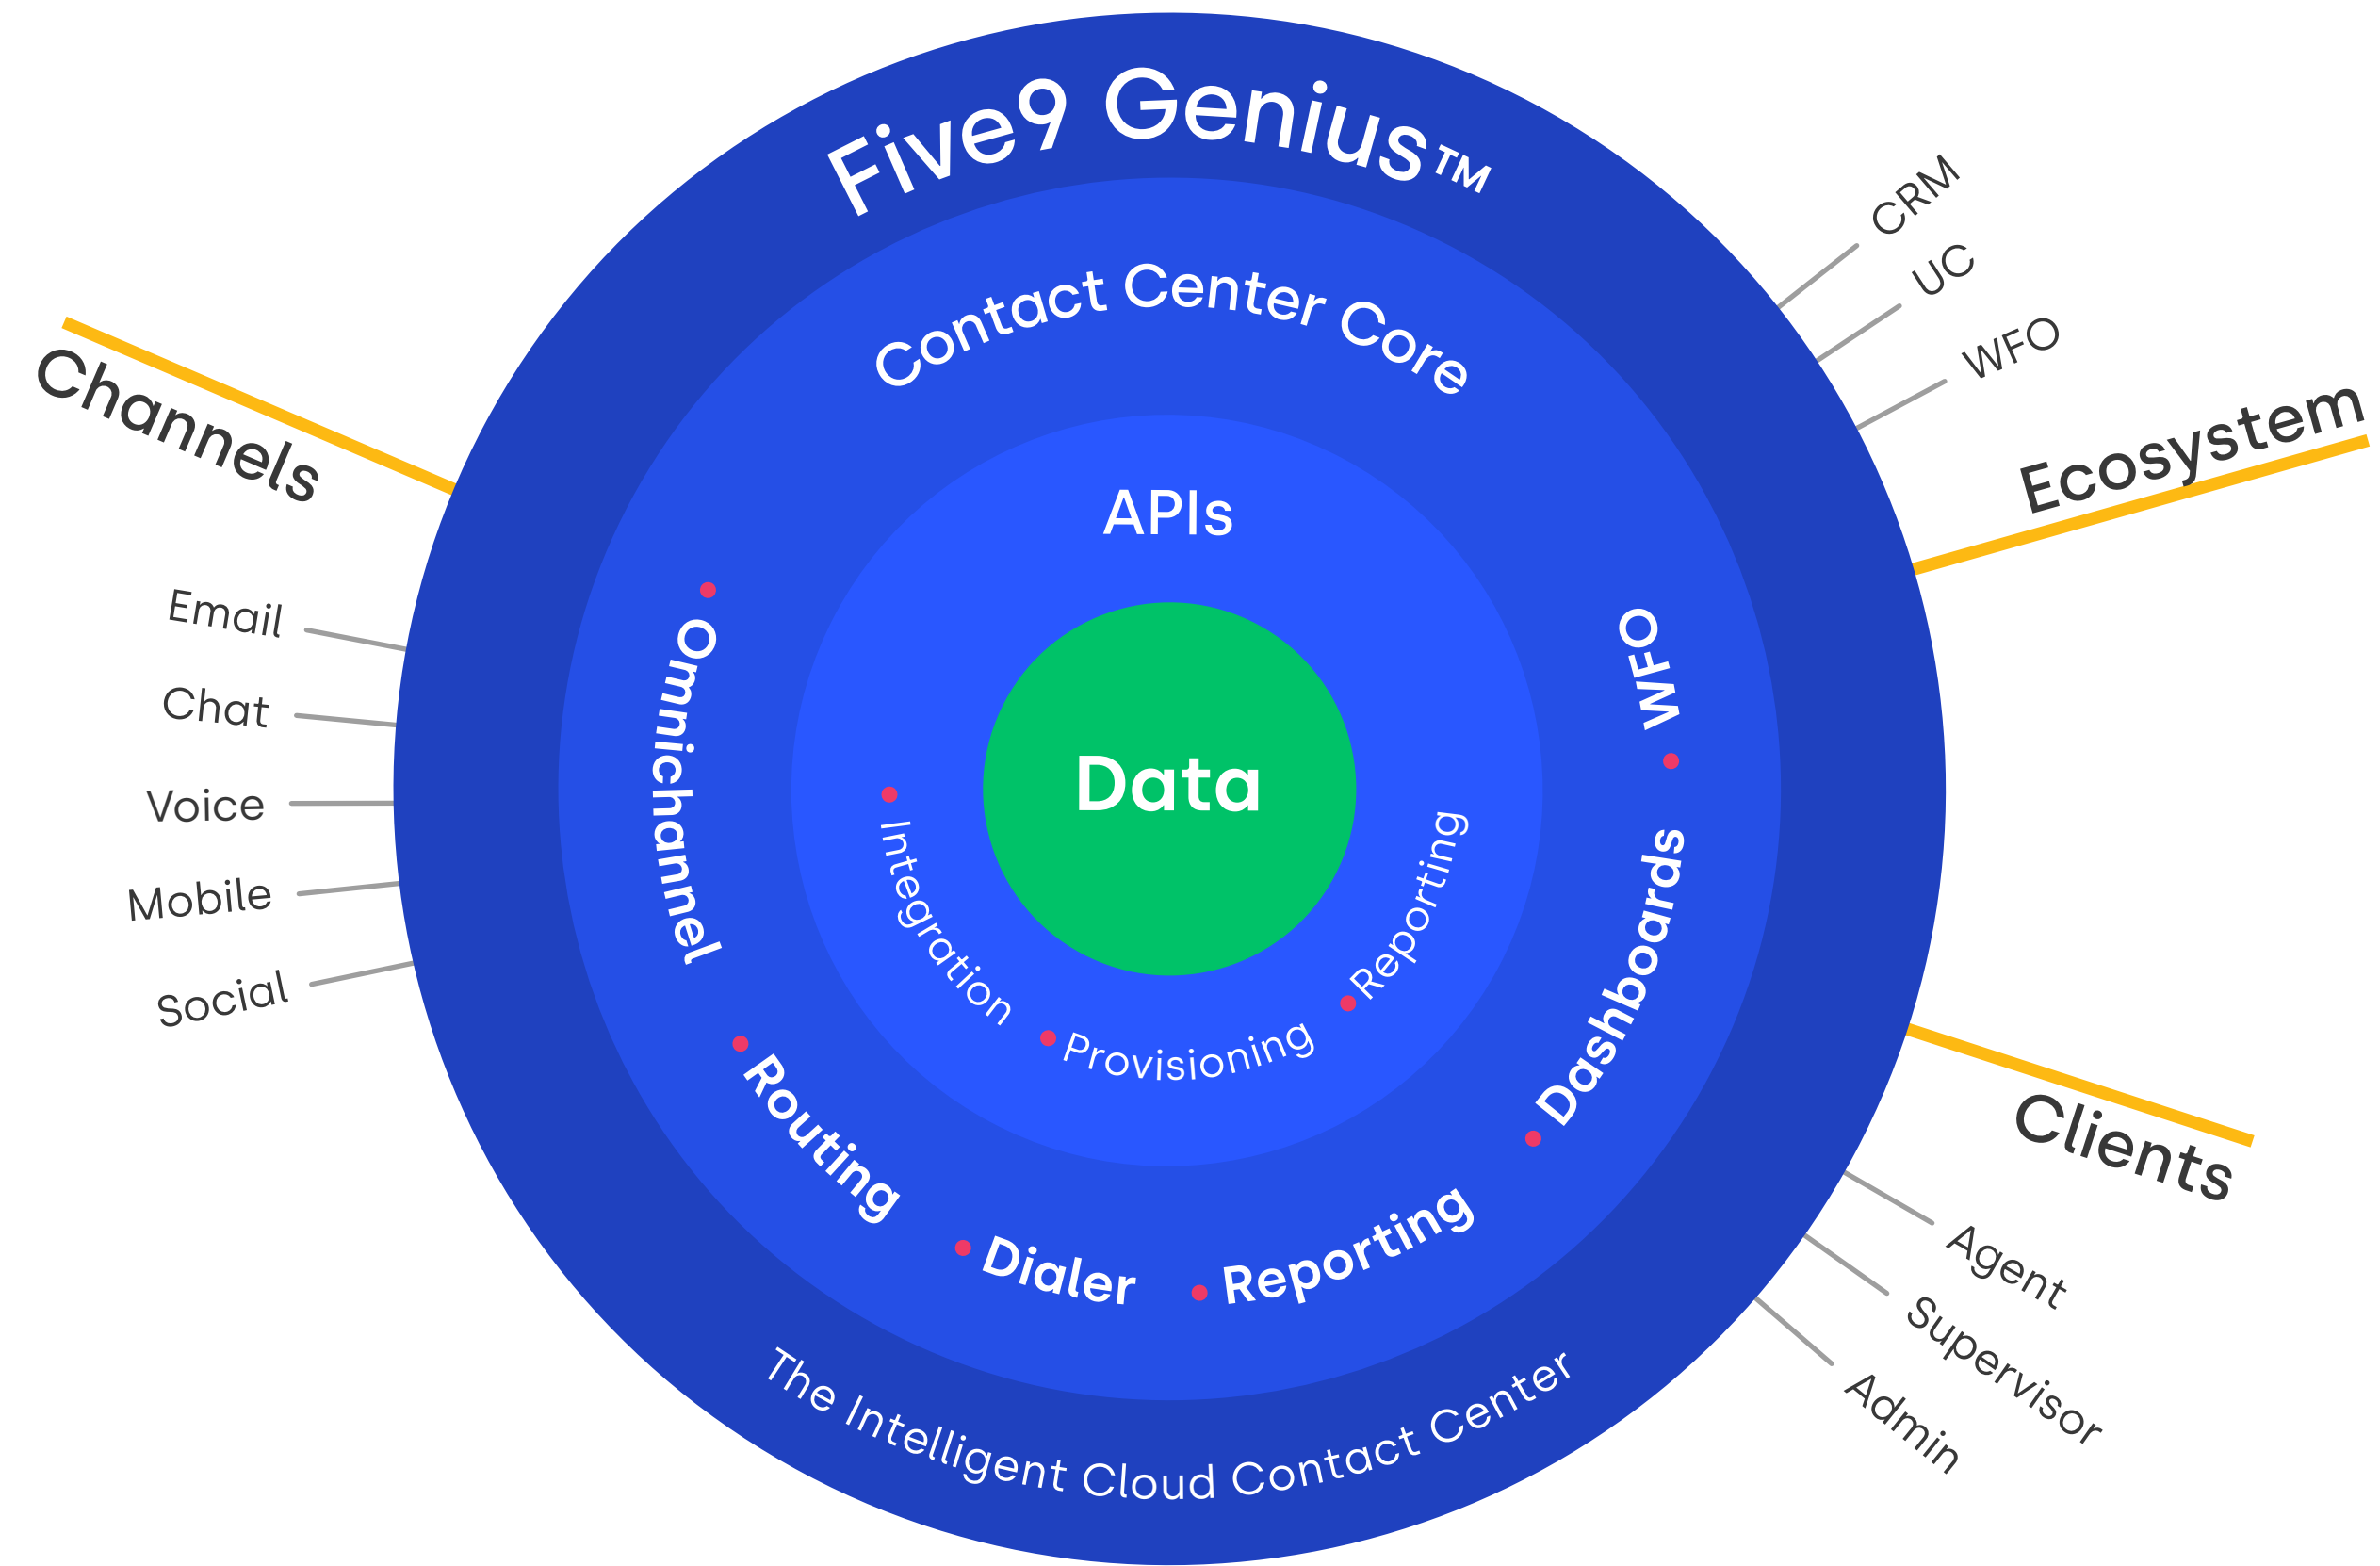 Five9 Genius™
Contact Center Core
APIs
Data
• Integration • Provisioning • Reporting
• Omnichannel • Routing • Dialer • Reporting • Dashboards • WFO
The Intelligent Cloud Contact Center
Channels
Email
Chat
Voice
Mobile
Social
CRM
UC
WFO
Ecosystem
Clients
Agent
Supervisor
Admin